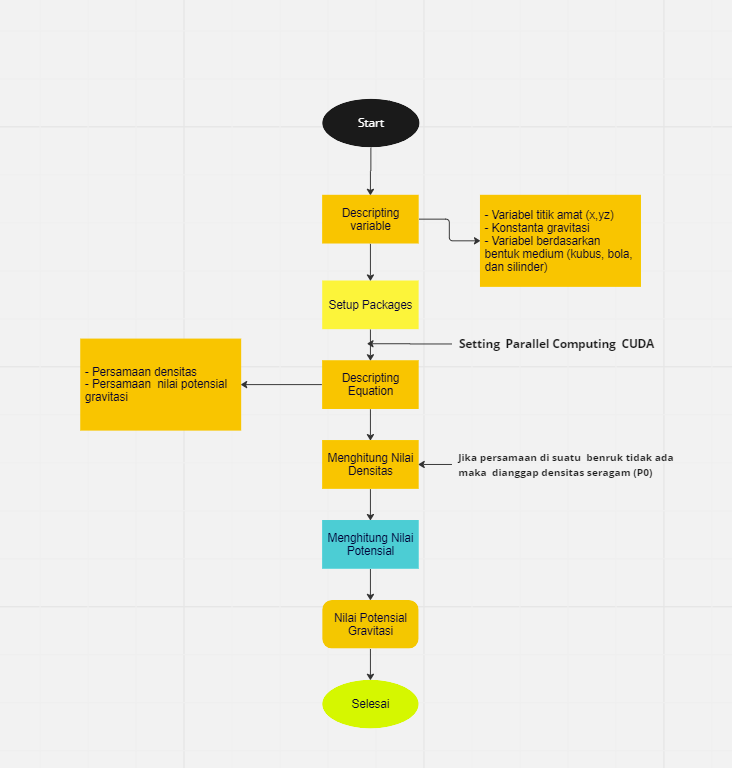 Start
Descripting
variable
- Variabel titik amat (x,yz)
- Konstanta gravitasi
- Variabel berdasarkan
bentuk medium (kubus, bola,
dan silinder)
Setup Packages
Setting Parallel Computing CUDA
- Persamaan densitas
- Persamaan nilai potensial
gravitasi
Descripting
Equation
Menghitung Nilai
Densitas
Jika persamaan di suatu benruk tidak ada
maka dianggap densitas seragam (P0)
Menghitung Nilai
Potensial
Nilai Potensial
Gravitasi
Selesai